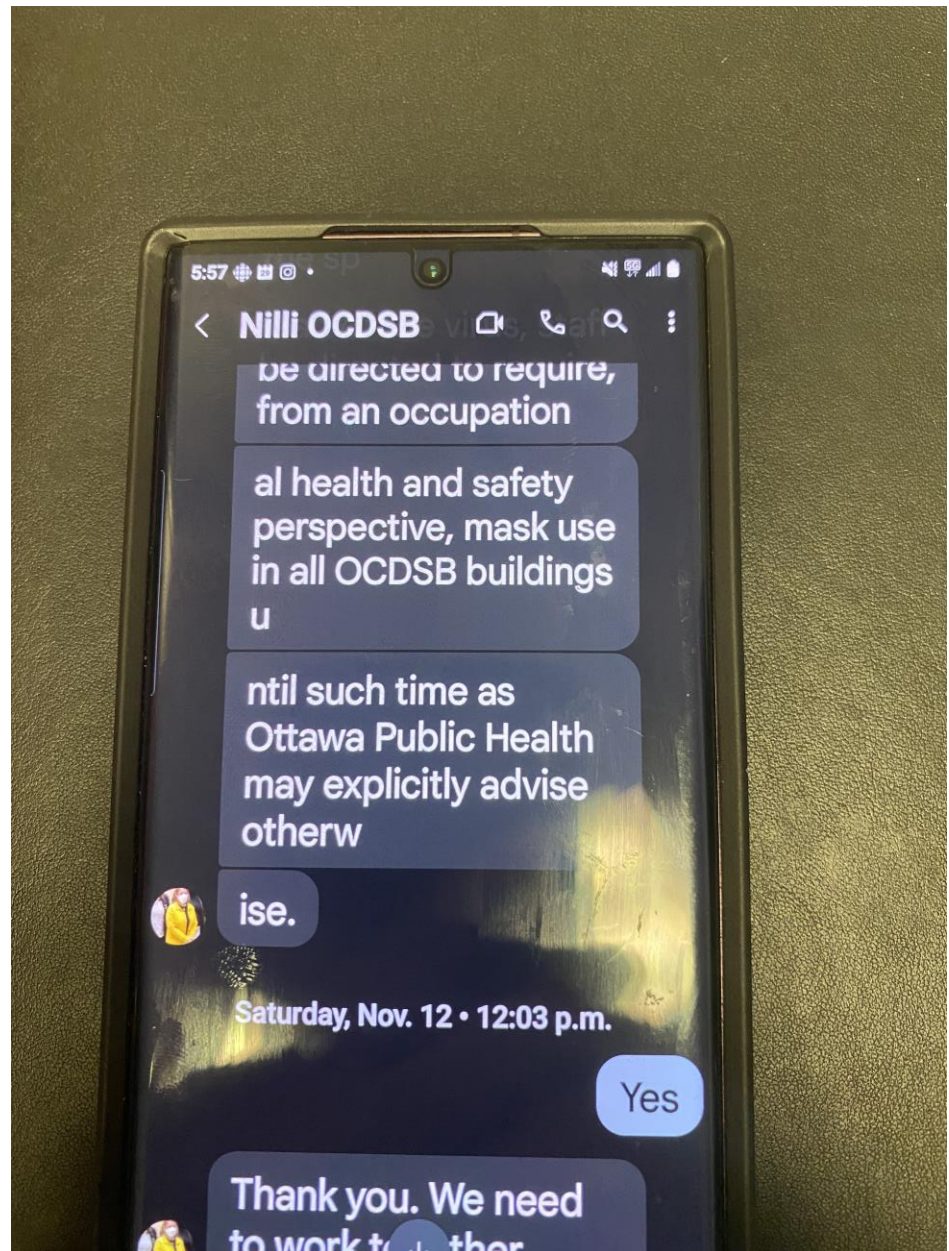 5:57
Nilli OCDSB
be directed to require,
from an occupation
al health and safety
perspective, mask use
in all OCDSB buildings
u
ntil such time as
Ottawa Public Health
may explicitly advise
otherw
ise.
Saturday, Nov. 12 • 12:03 p.m.
Yes
Thank you. We need
to work